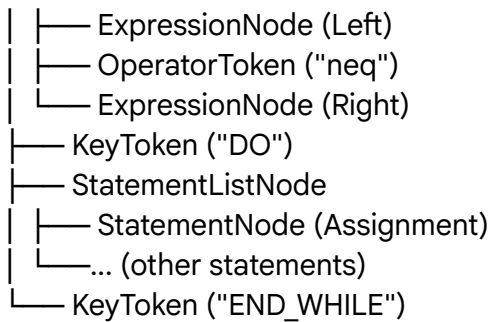 │ ├── ExpressionNode (Left)
│ ├── OperatorToken ("neq")
│ └── ExpressionNode (Right)
├── KeyToken ("DO")
├── StatementListNode
│ ├── StatementNode (Assignment)
│ └──... (other statements)
└── KeyToken ("END_WHILE")